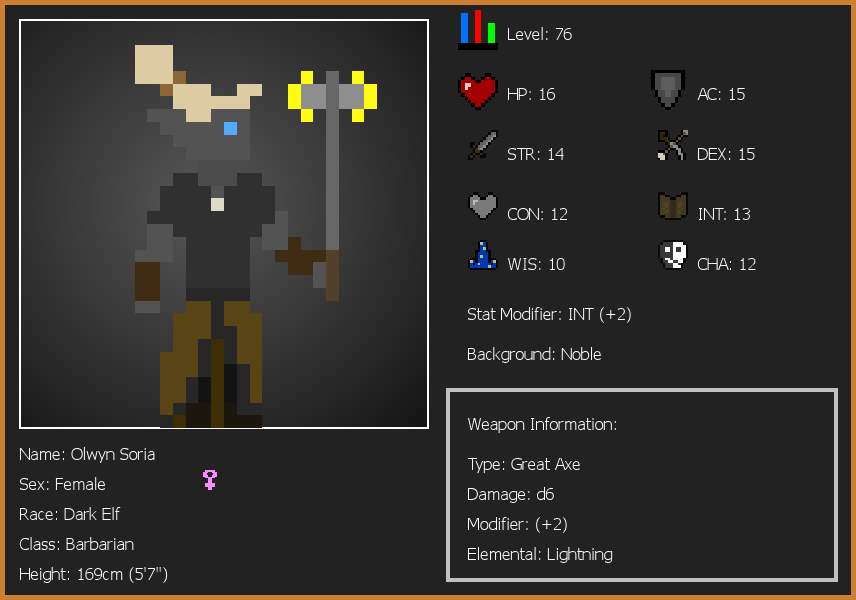 Level: 76
HP: 16
AC: 15
STR: 14
DEX: 15
CON: 12
INT: 13
WIS: 10
CHA: 12
Stat Modifier: INT (+2)
Background: Noble
Weapon Information:
Type: Great Axe
Damage: d6
Modifier: (+2)
Elemental: Lightning
Name: Olwyn Soria
Sex: Female
Race: Dark Elf
Class: Barbarian
Height: 169cm (5'7")